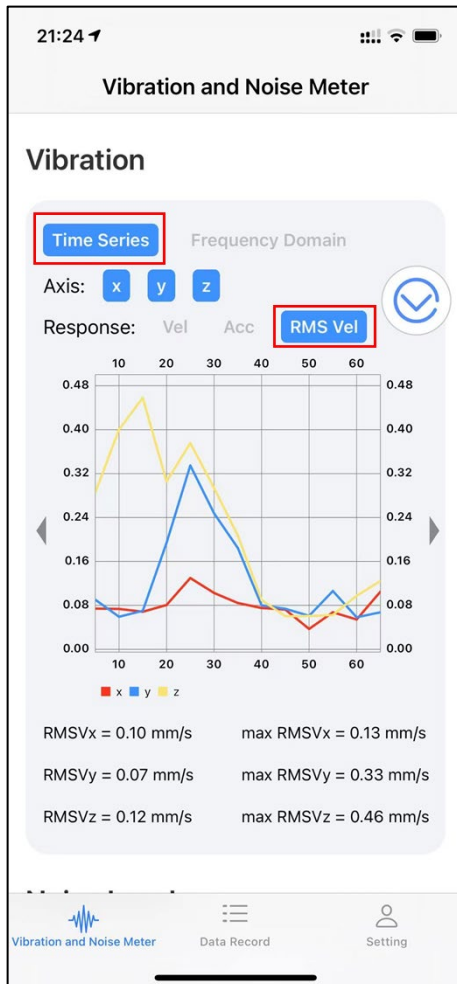 21:24
Vibration and Noise Meter
Vibration
Time Series Frequency Domain
Axis: x y z
Response: Vel Acc RMS Vel
10 20 30 40 50 60
0.48 0.48
0.40 0.40
0.32 0.32
0.24 0.24
0.16 0.16
0.08 0.08
0.00 0.00
10 20 30 40 50 60
x y z
RMSVx = 0.10 mm/s max RMSVx = 0.13 mm/s
RMSVy = 0.07 mm/s max RMSVy = 0.33 mm/s
RMSVz = 0.12 mm/s max RMSVz = 0.46 mm/s
Vibration and Noise Meter Data Record Setting